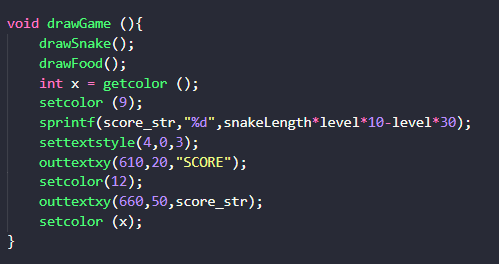 void drawGame (){
drawSnake();
drawFood();
int x = getcolor ();
setcolor (9);
sprintf(score_str,"%d",snakeLength*level*10-level*30);
settextstyle(4,0,3);
outtextxy(610,20,"SCORE");
setcolor(12);
outtextxy(660,50,score_str);
setcolor (x);
}